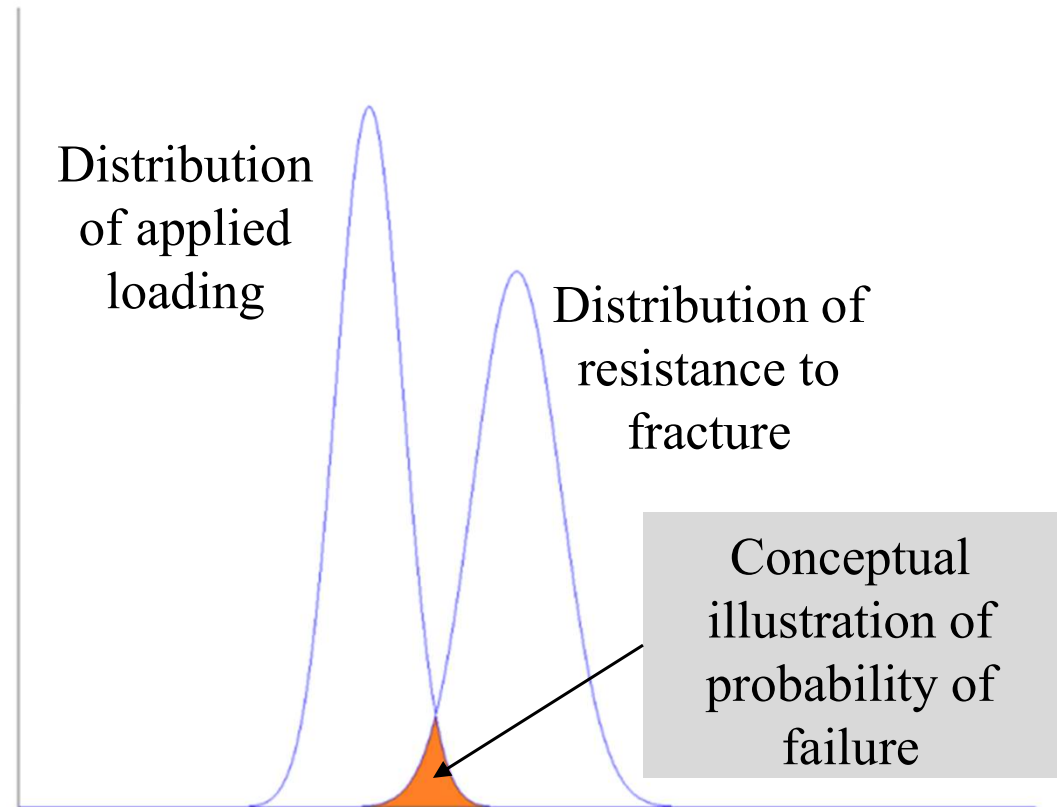 Distribution
of applied
loading
Distribution of
resistance to
fracture
Conceptual
illustration of
probability of
failure